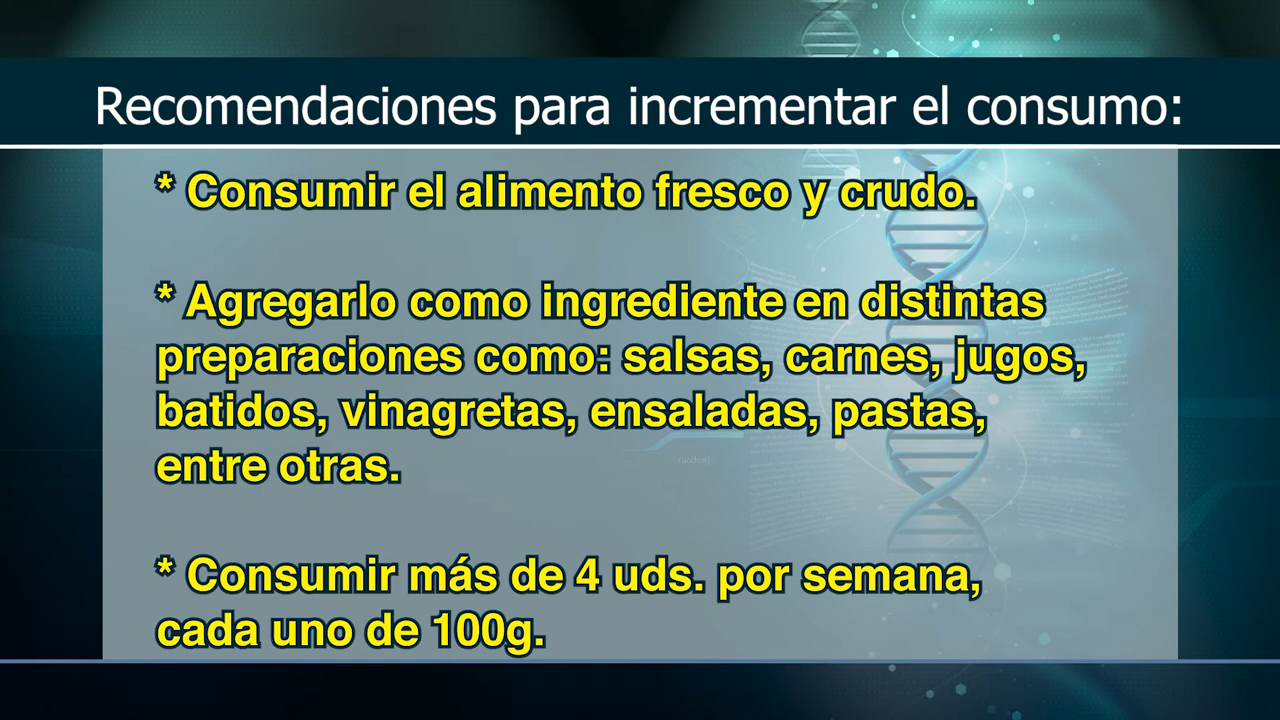 Recomendaciones para incrementar el consumo:
* Consumir el alimento fresco y crudo.
* Agregarlo como ingrediente en distintas
preparaciones como: salsas, carnes, jugos,
batidos, vinagretas, ensaladas, pastas,
entre otras.
* Consumir más de 4 uds. por semana,
cada uno de 100g.